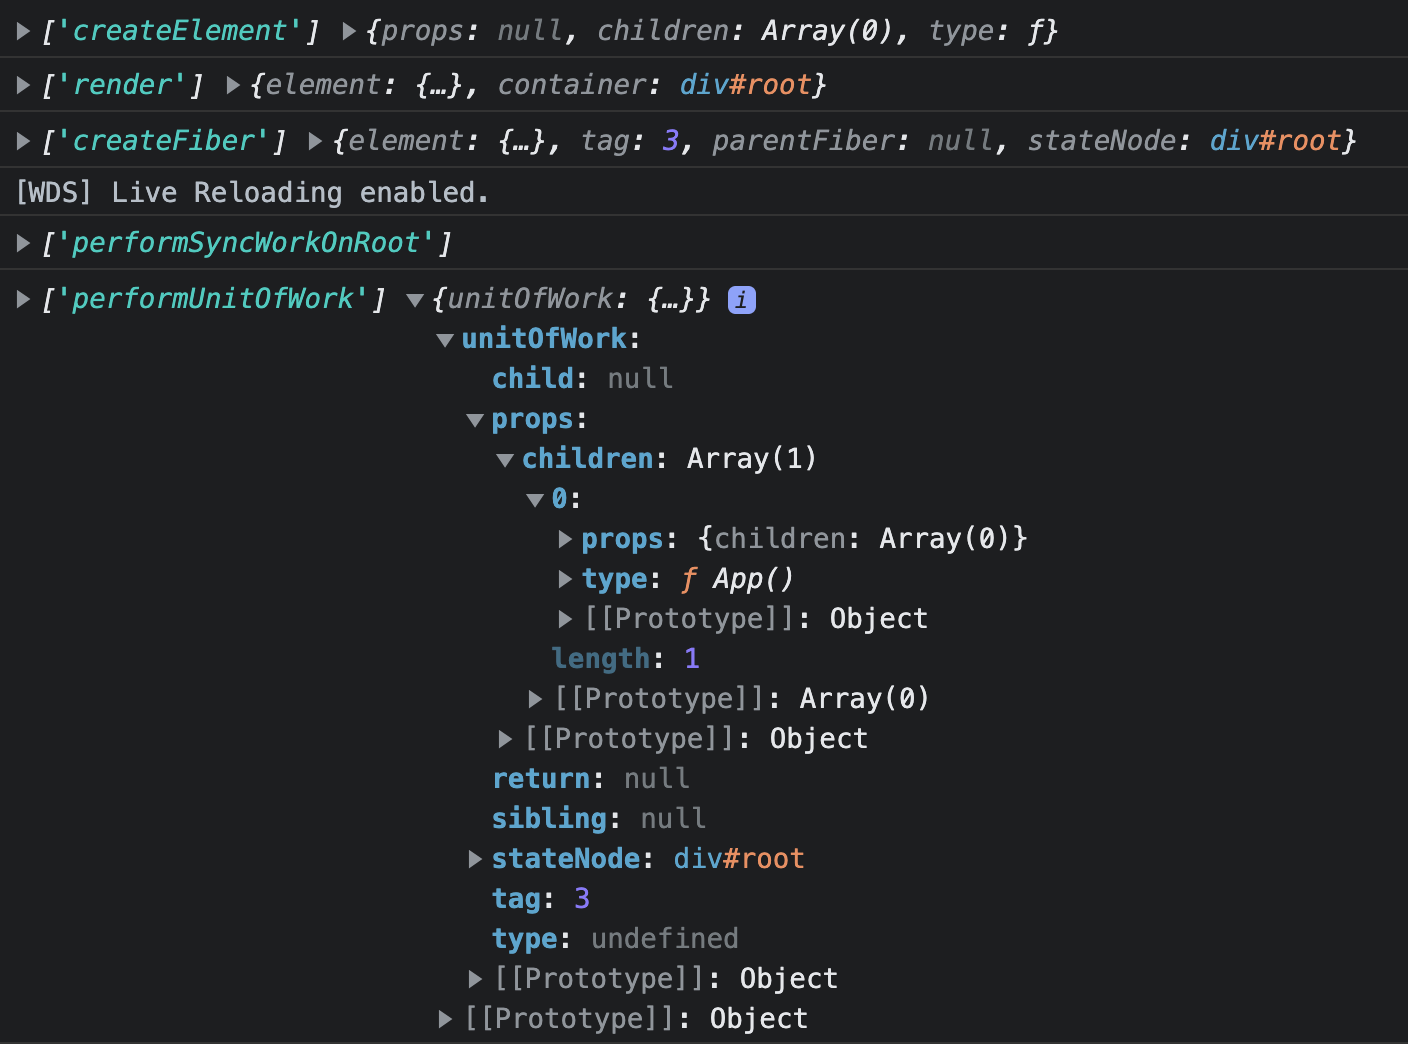 ['createElement'] {props: null, children: Array(0), type: ƒ}
['render'] {element: {…}, container: div#root}
['createFiber'] {element: {…}, tag: 3, parentFiber: null, stateNode: div#root}
[WDS] Live Reloading enabled.
['performSyncWorkOnRoot']
['performUnitOfWork'] {unitOfWork: {…}} i
unitOfWork:
child: null
props:
children: Array(1)
0:
props: {children: Array(0)}
type: ƒ App()
[[Prototype]]: Object
length: 1
[[Prototype]]: Array(0)
[[Prototype]]: Object
return: null
sibling: null
stateNode: div#root
tag: 3
type: undefined
[[Prototype]]: Object
[[Prototype]]: Object